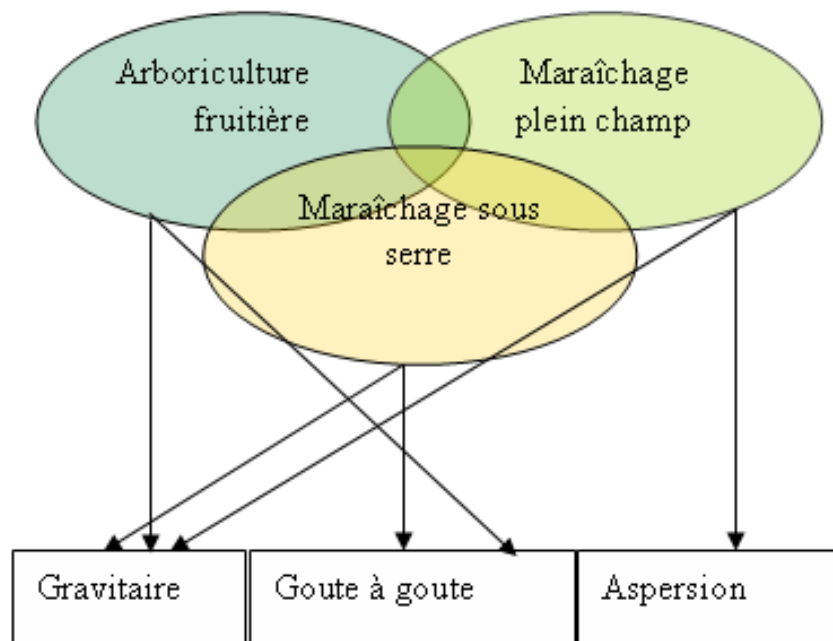 Arboriculture
fruitière
Maraîchage
plein champ
Maraîchage sous
serre
Gravitaire
Goute à goute
Aspersion